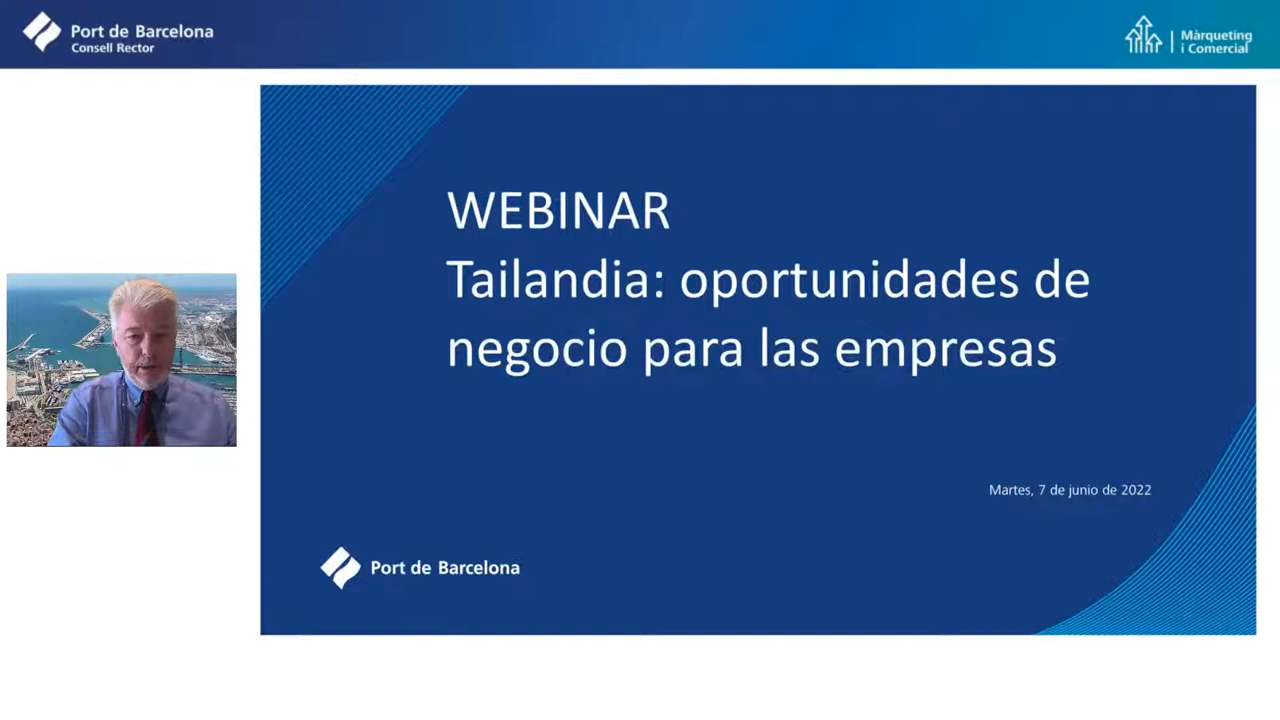 Port de Barcelona
Consell Rector
Màrqueting
i Comercial
WEBINAR
Tailandia: oportunidades de
negocio para las empresas
Martes, 7 de junio de 2022
Port de Barcelona